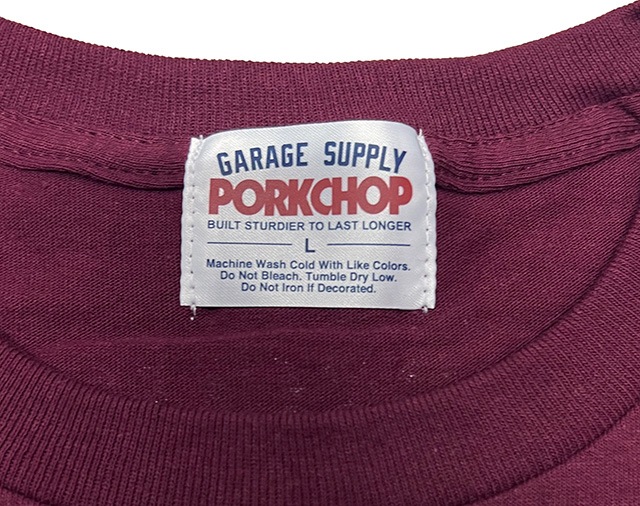 GARAGE SUPPLY
PORKCHOP
BUILT STURDIER TO LAST LONGER
L
Machine Wash Cold With Like Colors.
Do Not Bleach. Tumble Dry Low.
Do Not Iron If Decorated.